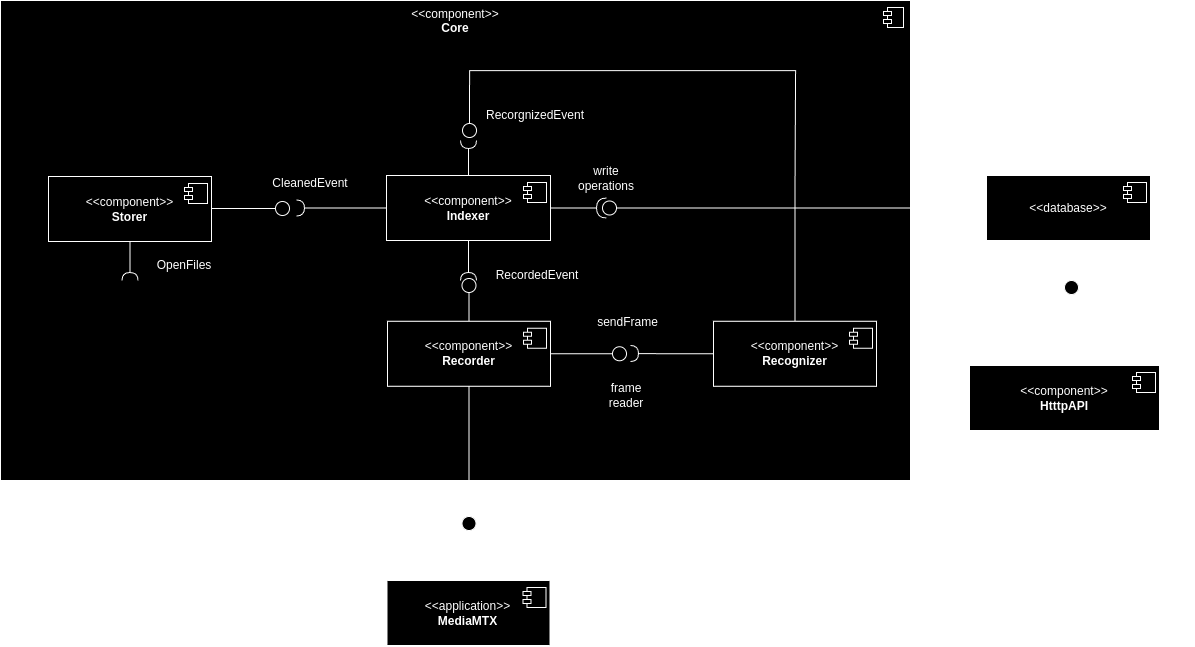 <<component>>
Core
RecorgnizedEvent
CleanedEvent
write
operations
<<component>>
Storer
<<component>>
Indexer
<<database>>
OpenFiles
RecordedEvent
sendFrame
<<component>>
Recorder
<<component>>
Recognizer
frame
reader
<<component>>
HtttpAPI
<<application>>
MediaMTX